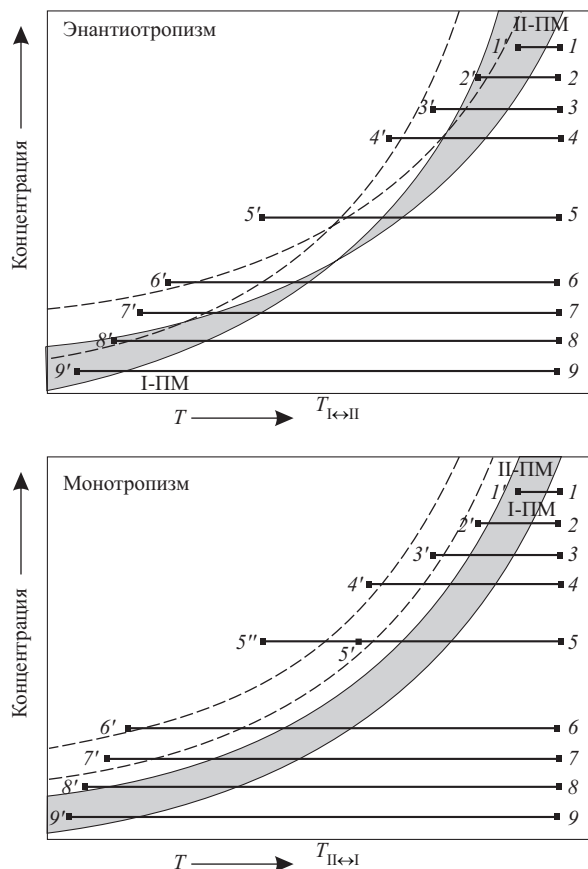 Концентрация
Энантиотропизм
II-ПМ
1′ 1
2′ 2
3′ 3
4′ 4
5′ 5
6′ 6
7′ 7
8′ 8
9′ 9
I-ПМ
T T I↔II
Концентрация
Монотропизм
II-ПМ
1′ 1
I-ПМ
2′ 2
3′ 3
4′ 4
5″ 5′ 5
6′ 6
7′ 7
8′ 8
9′ 9
T T II↔I